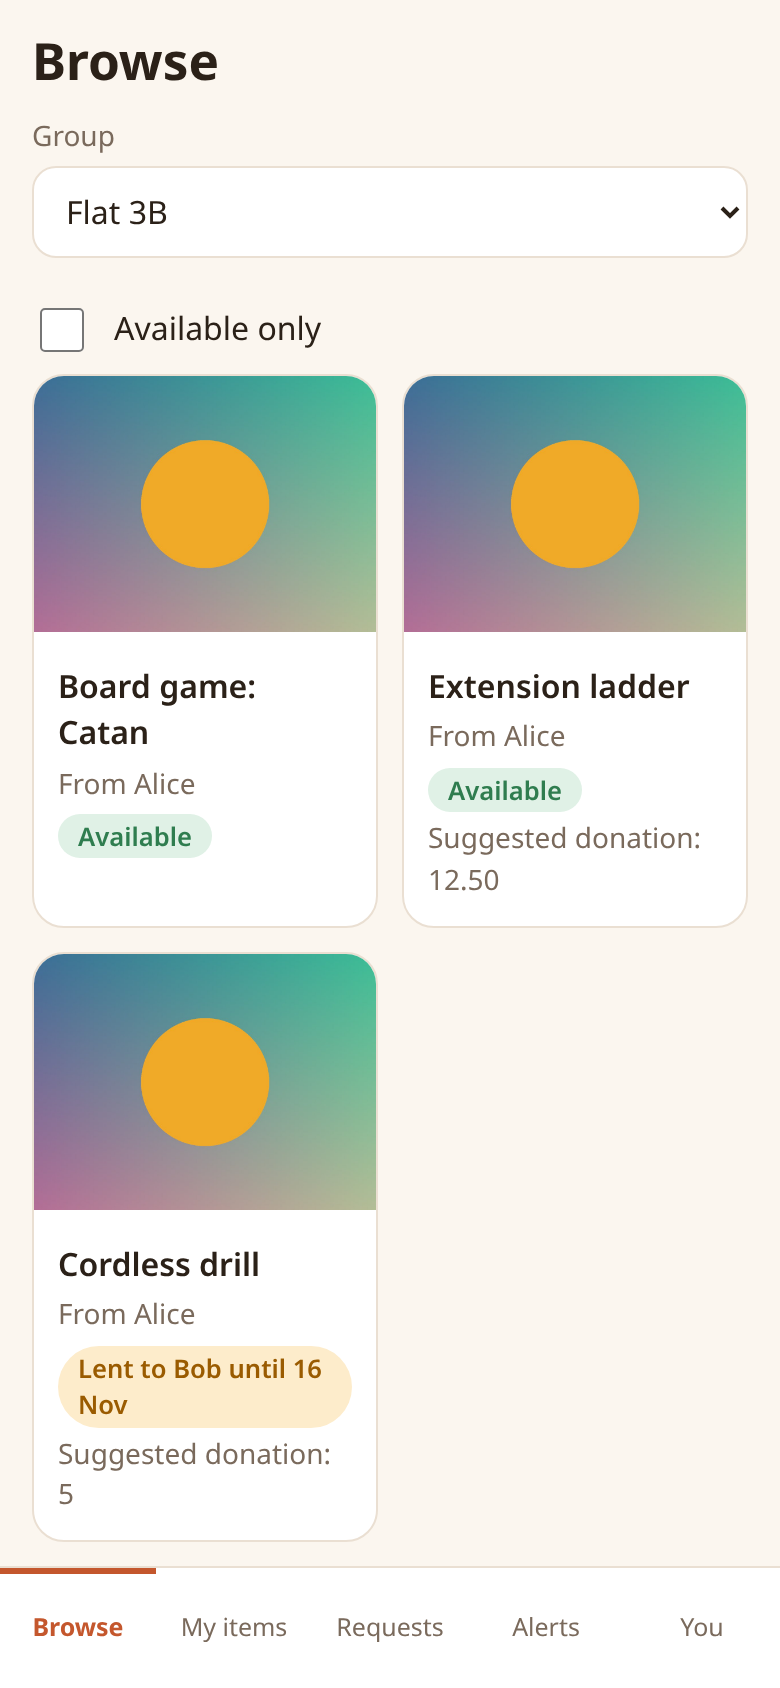 Browse
Group
Flat 3B
Available only
Board game:
Catan
From Alice
Available
Extension ladder
From Alice
Available
Suggested donation:
12.50
Cordless drill
From Alice
Lent to Bob until 16
Nov
Suggested donation:
5
Browse My items Requests Alerts You